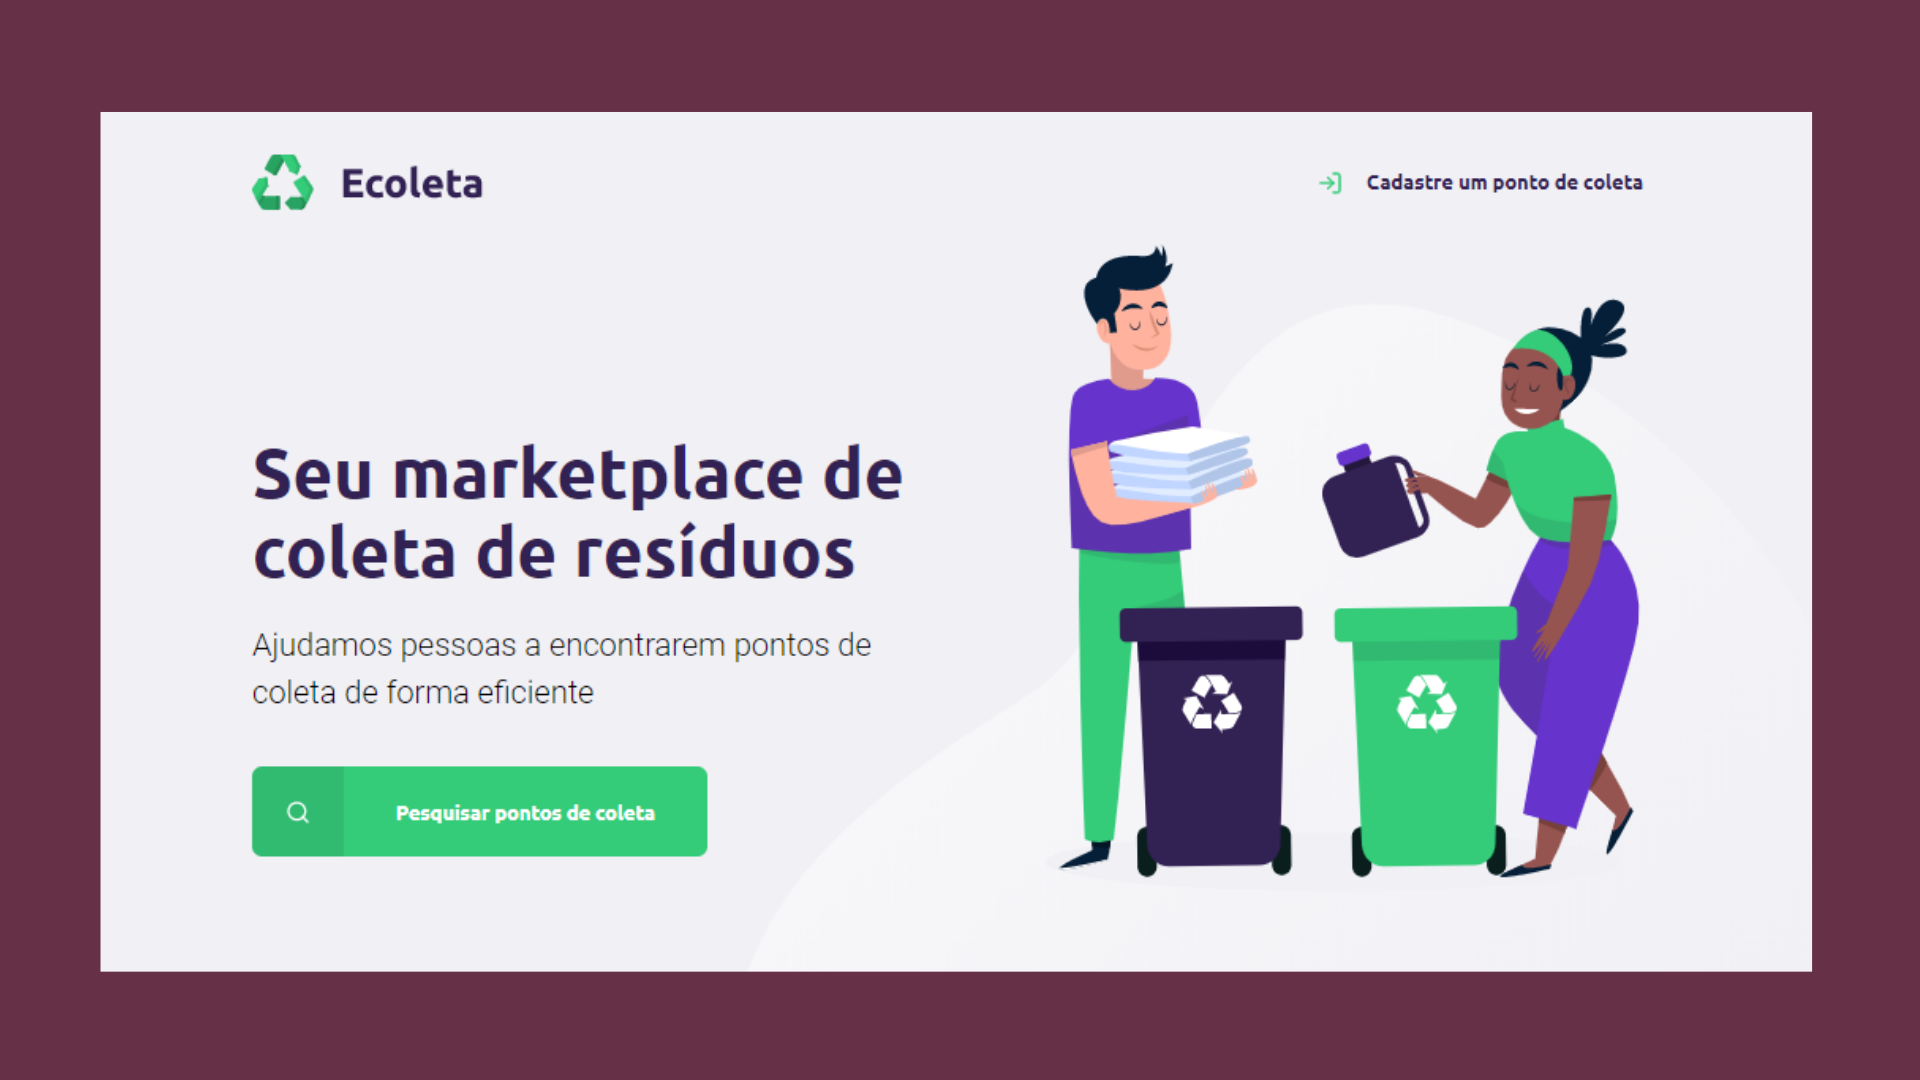 Ecoleta
Cadastre um ponto de coleta
Seu marketplace de
coleta de resíduos
Ajudamos pessoas a encontrarem pontos de
coleta de forma eficiente
Pesquisar pontos de coleta